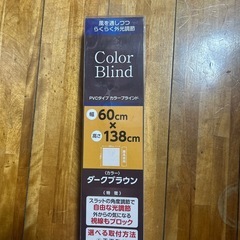 風を通しつつ
らくらく外光調節
Color
Blind
PVCタイプ カラーブラインド
幅 60cm
×
高さ 138cm
(カラー)
ダークブラウン
(特徴)
スラットの角度調節で
自由な光調節
外からの気になる
視線もブロック
選べる取付方法